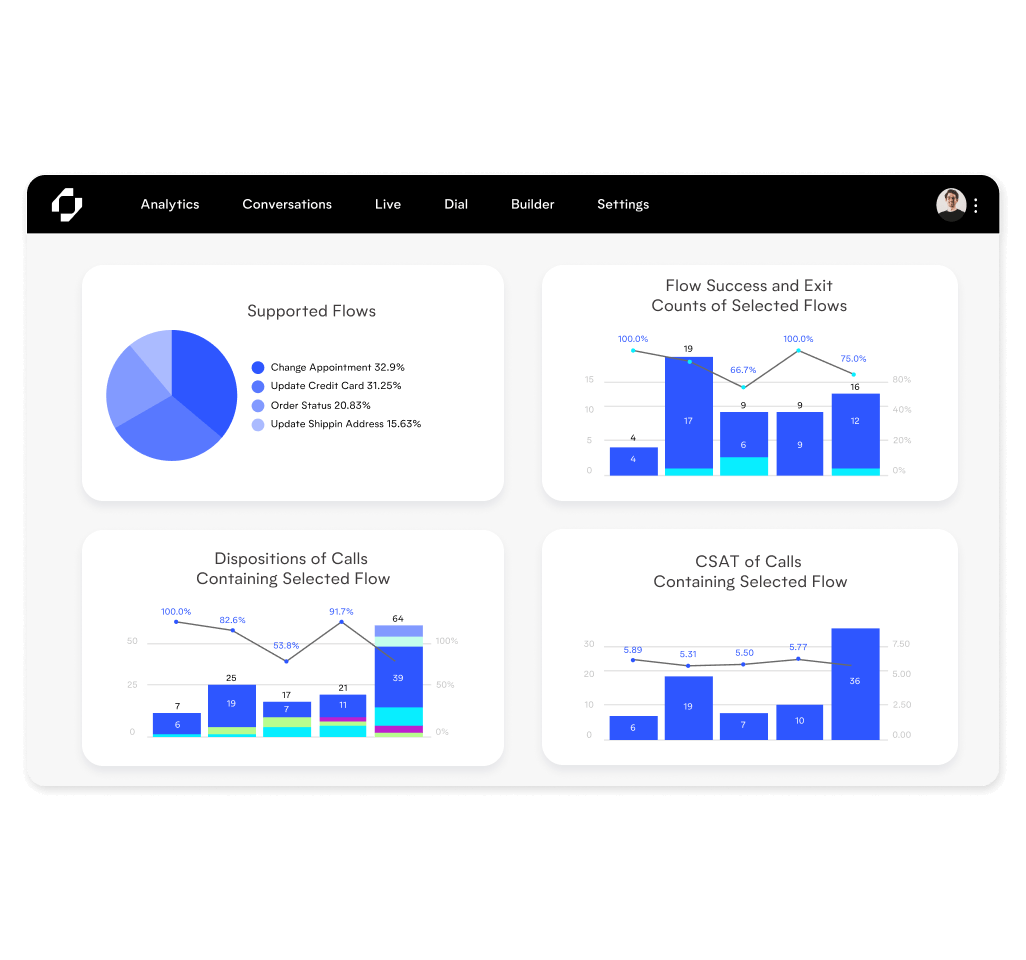 Analytics Conversations Live Dial Builder Settings
Supported Flows
Change Appointment 32.9%
Update Credit Card 31.25%
Order Status 20.83%
Update Shippin Address 15.63%
Flow Success and Exit
Counts of Selected Flows
100.0% 19 66.7% 100.0% 75.0%
15 80%
10 40%
5 20%
0 0%
4 9 9 16
4 17 6 9 12
Dispositions of Calls
Containing Selected Flow
100.0% 82.6% 53.8% 91.7% 64
50 100%
25 50%
0 0%
7 25 17 21
6 19 7 11 39
CSAT of Calls
Containing Selected Flow
30 7.50
20 5.00
10 2.50
0 0.00
5.89 5.31 5.50 5.77
6 19 7 10 36